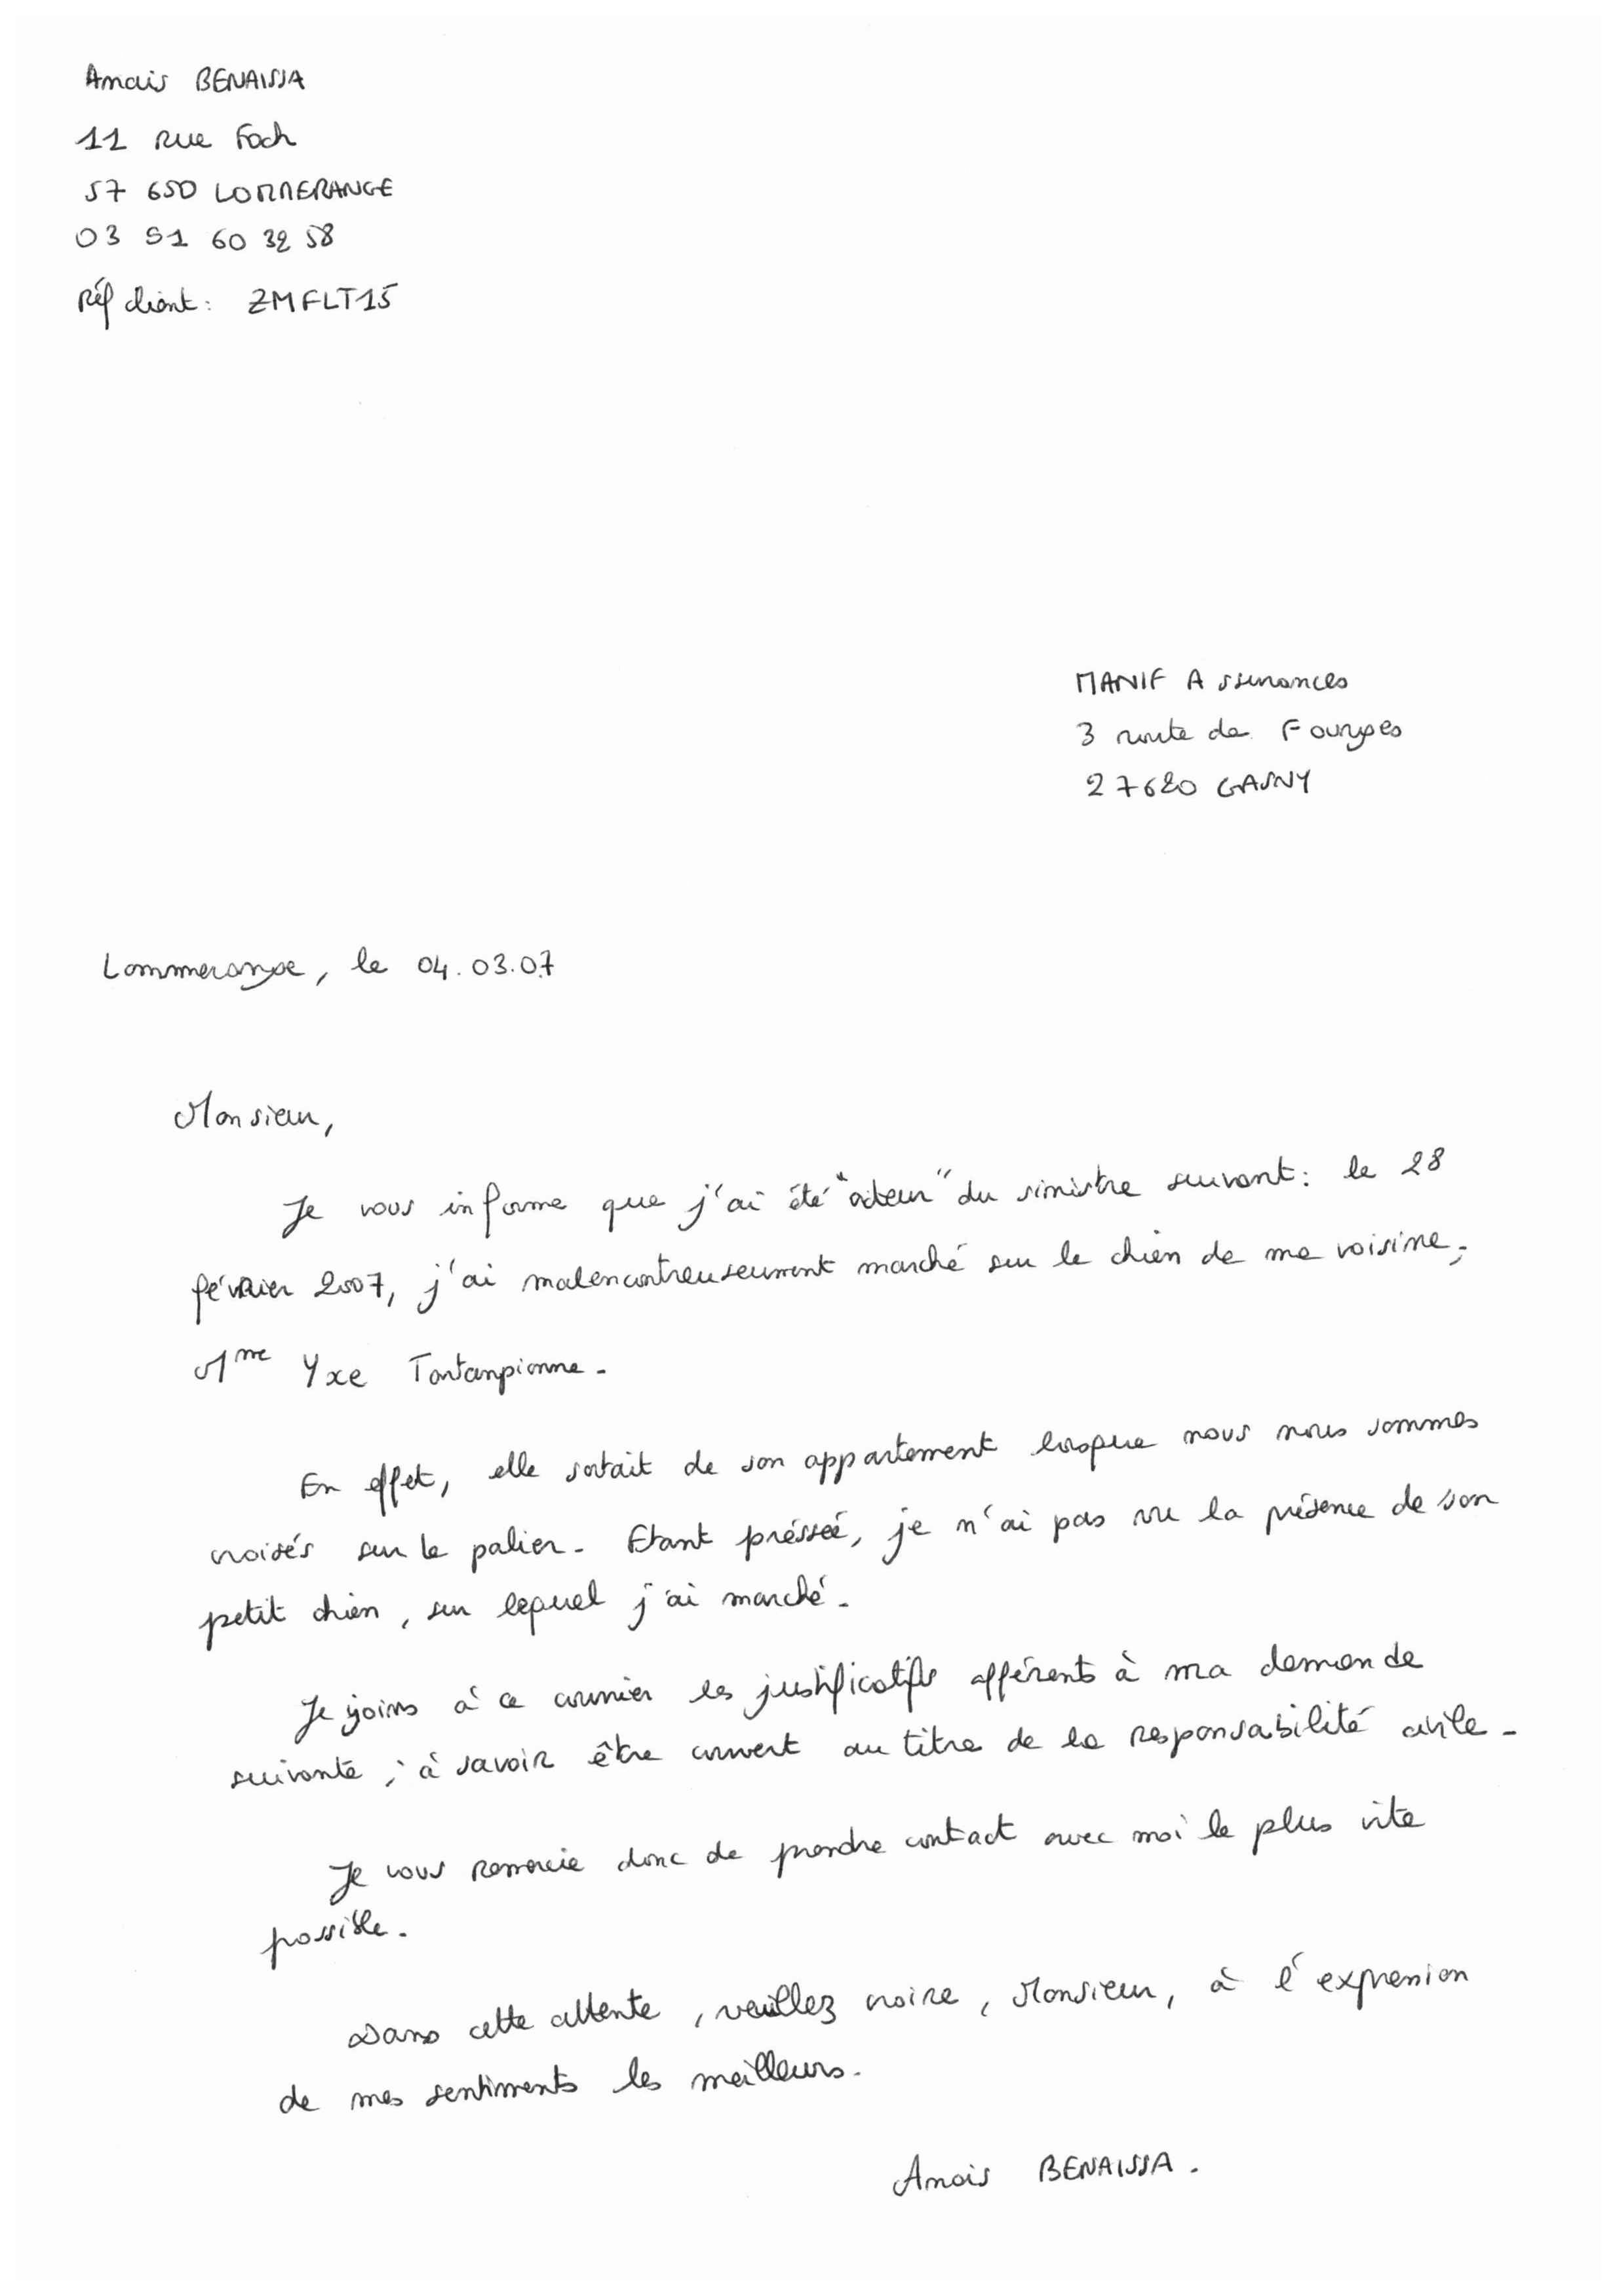 Anais BENAISSA
11 rue Foch
57 650 LOMMERANGE
03 51 60 32 58
Réf client : ZMFLT15
MANIF Assurances
3 route de Fourges
27620 GASNY
Lommerange, le 04.03.07
Monsieur,
Je vous informe que j'ai été "acteur" du sinistre suivant : le 28
février 2007, j'ai malencontreusement marché sur le chien de ma voisine,
Mme Yxe Tartanpionne.
En effet, elle sortait de son appartement lorsque nous nous sommes
croisés sur le palier. Etant préssée, je n'ai pas vu la présence de son
petit chien, sur lequel j'ai marché.
Je joins à ce courrier les justificatifs afférents à ma demande
suivante ; à savoir être couvert au titre de la responsabilité civile.
Je vous remercie donc de prendre contact avec moi le plus vite
possible.
Dans cette attente, veuillez croire, Monsieur, à l'expression
de mes sentiments les meilleurs.
Anais BENAISSA.